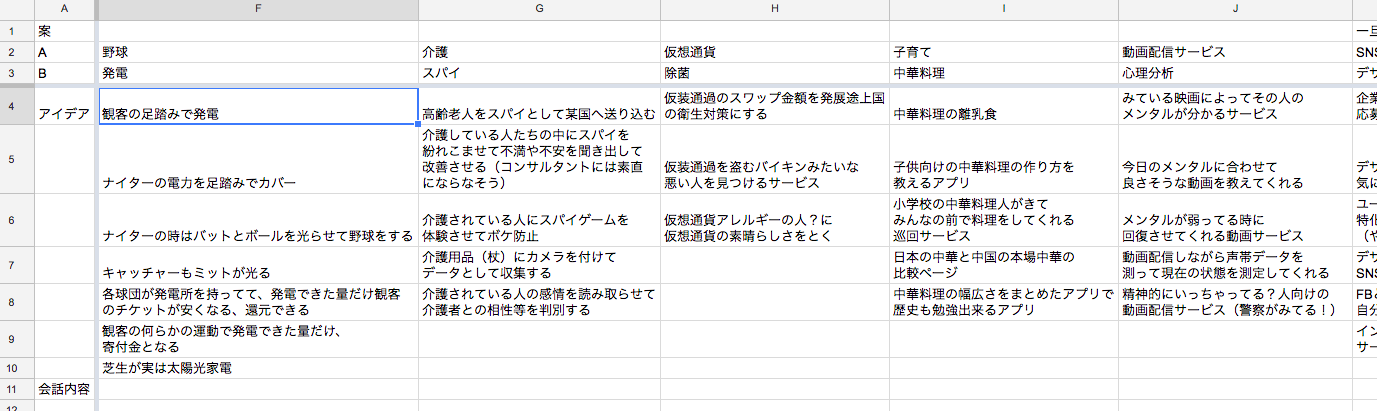 A F G H I J
1 案 一旦
2 A 野球 介護 仮想通貨 子育て 動画配信サービス SNS
3 B 発電 スパイ 除菌 中華料理 心理分析 デザ
4 アイデア 観客の足踏みで発電 高齢老人をスパイとして某国へ送り込む
仮装通過のスワップ金額を発展途上国
の衛生対策にする
中華料理の離乳食
みている映画によってその人の
メンタルが分かるサービス
企業
応募
5 ナイターの電力を足踏みでカバー
介護している人たちの中にスパイを
紛れこませて不満や不安を聞き出して
改善させる（コンサルタントには素直
にならなそう）
仮装通過を盗むバイキンみたいな
悪い人を見つけるサービス
子供向けの中華料理の作り方を
教えるアプリ
今日のメンタルに合わせて
良さそうな動画を教えてくれる
デザ
気に
6 ナイターの時はバットとボールを光らせて野球をする
介護されている人にスパイゲームを
体験させてボケ防止
仮想通貨アレルギーの人？に
仮想通貨の素晴らしさをとく
小学校の中華料理人がきて
みんなの前で料理をしてくれる
巡回サービス
メンタルが弱ってる時に
回復させてくれる動画サービス
ユー
特化
（や
7 キャッチャーもミットが光る
介護用品（杖）にカメラを付けて
データとして収集する
日本の中華と中国の本場中華の
比較ページ
動画配信しながら声帯データを
測って現在の状態を測定してくれる
デザ
SNS
8 各球団が発電所を持ってて、発電できた量だけ観客
のチケットが安くなる、還元できる
介護されている人の感情を読み取らせて
介護者との相性等を判別する
中華料理の幅広さをまとめたアプリで
歴史も勉強出来るアプリ
精神的にいっちゃってる？人向けの
動画配信サービス（警察がみてる！）
FBと
自分
9 観客の何らかの運動で発電できた量だけ、
寄付金となる
イン
サー
10 芝生が実は太陽光家電
11 会話内容
12